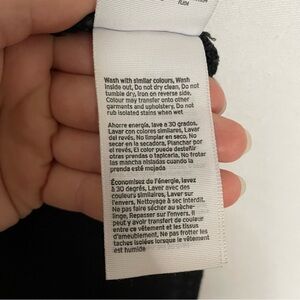 Wash with similar colours, Wash
inside out, Do not dry clean, Do not
tumble dry, Iron on reverse side.
Colour may transfer onto other
garments and upholstery. Do not
rub isolated stains when wet
Ahorre energía, lave a 30 grados.
Lavar con colores similares, Lavar
del revés, No limpiar en seco, No
secar en la secadora, Planchar por
el revés, El color puede desteñir
otras prendas o tapicería, No frotar
las mancha aisladas cuando esta
la prenda esté mojada
Économisez de l'énergie, lavez
à 30 degrés, Laver avec des
couleurs similaires, Laver sur
l'envers, Nettoyage à sec inter-
dit, Ne pas faire sécher au sèche-
linge, Repasser sur l'envers. Il
peut y avoir transfert de couleur
entre ce vêtement et les tissus
d'ameublement, Ne pas frotter les
taches isolées lorsque le vêtement
est humide